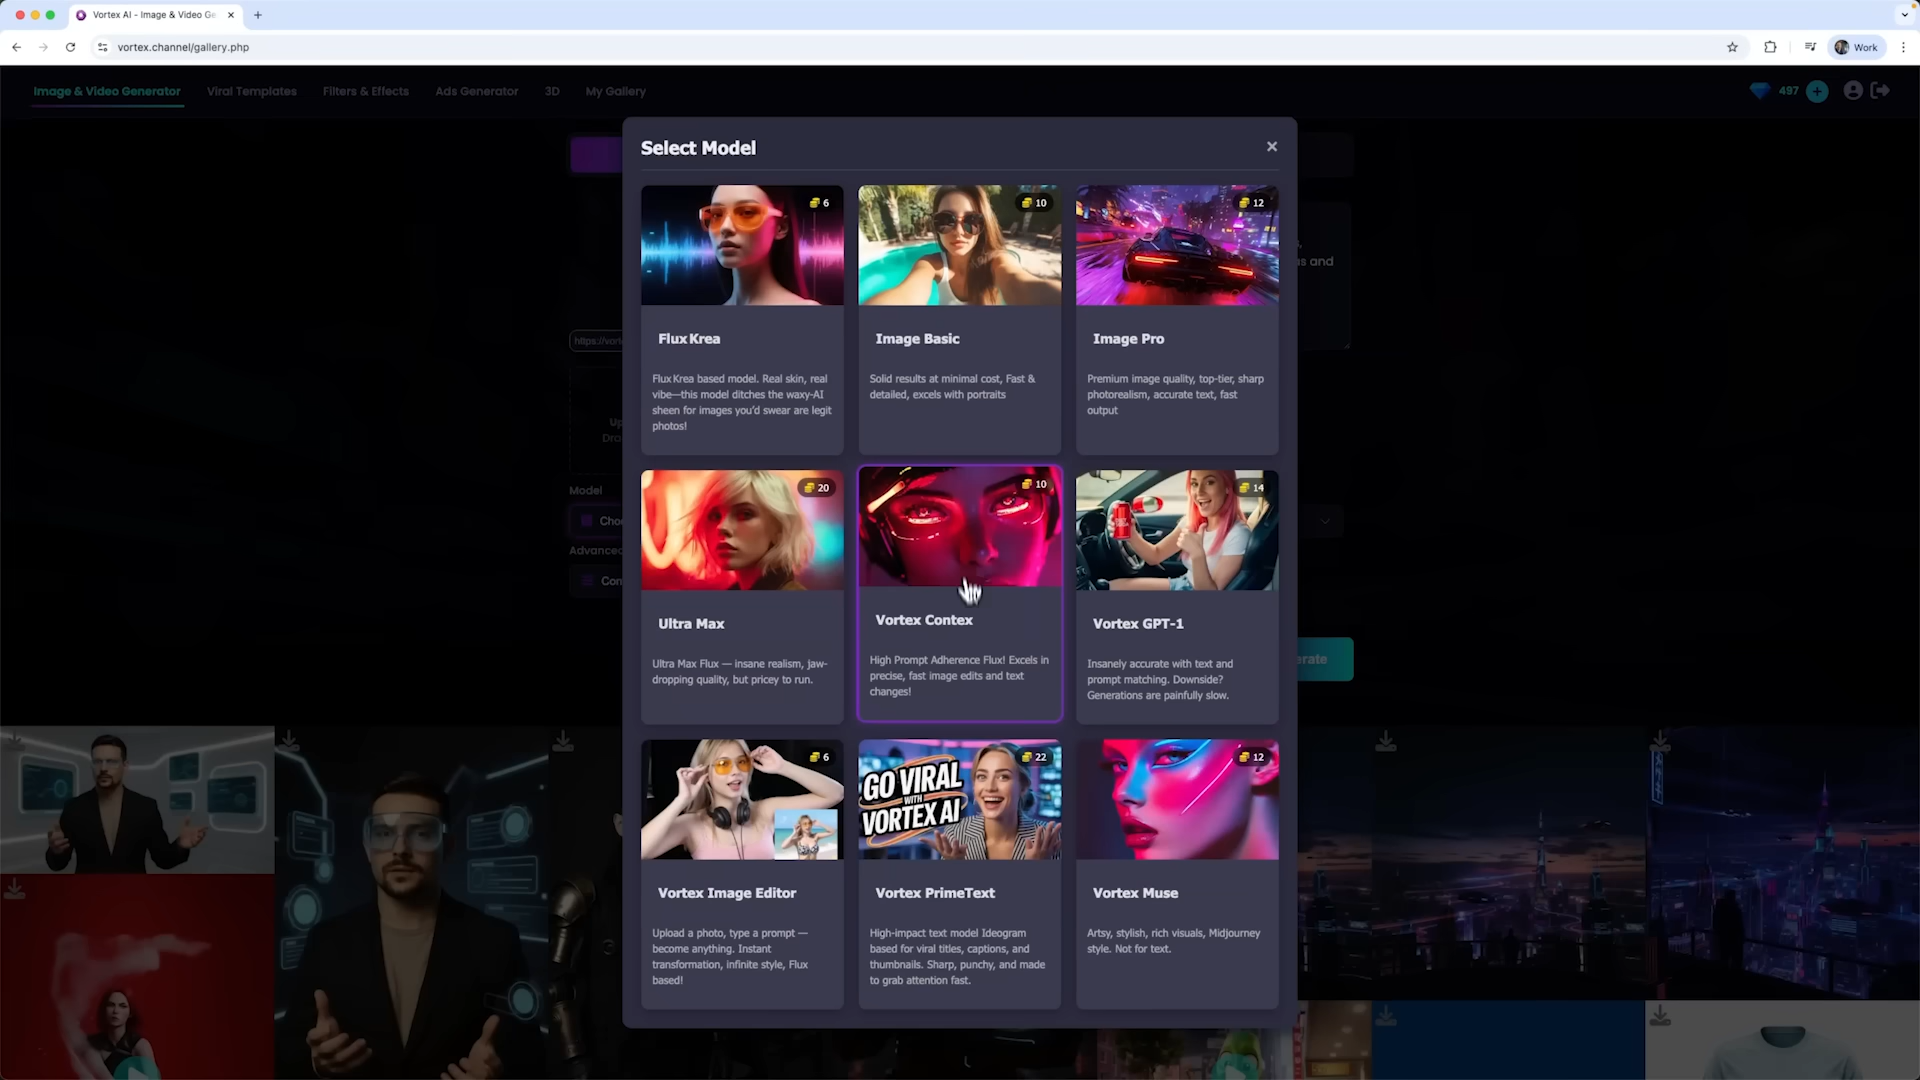 Vortex AI - Image & Video Ge
vortex.channel/gallery.php
Work
Image & Video Generator
Viral Templates
Filters & Effects
Ads Generator
3D
My Gallery
497
Select Model
6
10
12
s and
Flux Krea
Image Basic
Image Pro
https://vort
Flux Krea based model. Real skin, real
vibe—this model ditches the waxy-AI
sheen for images you'd swear are legit
photos!
Solid results at minimal cost, Fast &
detailed, excels with portraits
Premium image quality, top-tier, sharp
photorealism, accurate text, fast
output
Up
Dra
Model
Choo
Advanced
Con
20
10
14
Ultra Max
Vortex Contex
Vortex GPT-1
Ultra Max Flux — insane realism, jaw-
dropping quality, but pricey to run.
High Prompt Adherence Flux! Excels in
precise, fast image edits and text
changes!
Insanely accurate with text and
prompt matching. Downside?
Generations are painfully slow.
erate
6
22
12
GO VIRAL
WITH
VORTEX AI
Vortex Image Editor
Vortex PrimeText
Vortex Muse
Upload a photo, type a prompt —
become anything. Instant
transformation, infinite style, Flux
based!
High-impact text model Ideogram
based for viral titles, captions, and
thumbnails. Sharp, punchy, and made
to grab attention fast.
Artsy, stylish, rich visuals, Midjourney
style. Not for text.